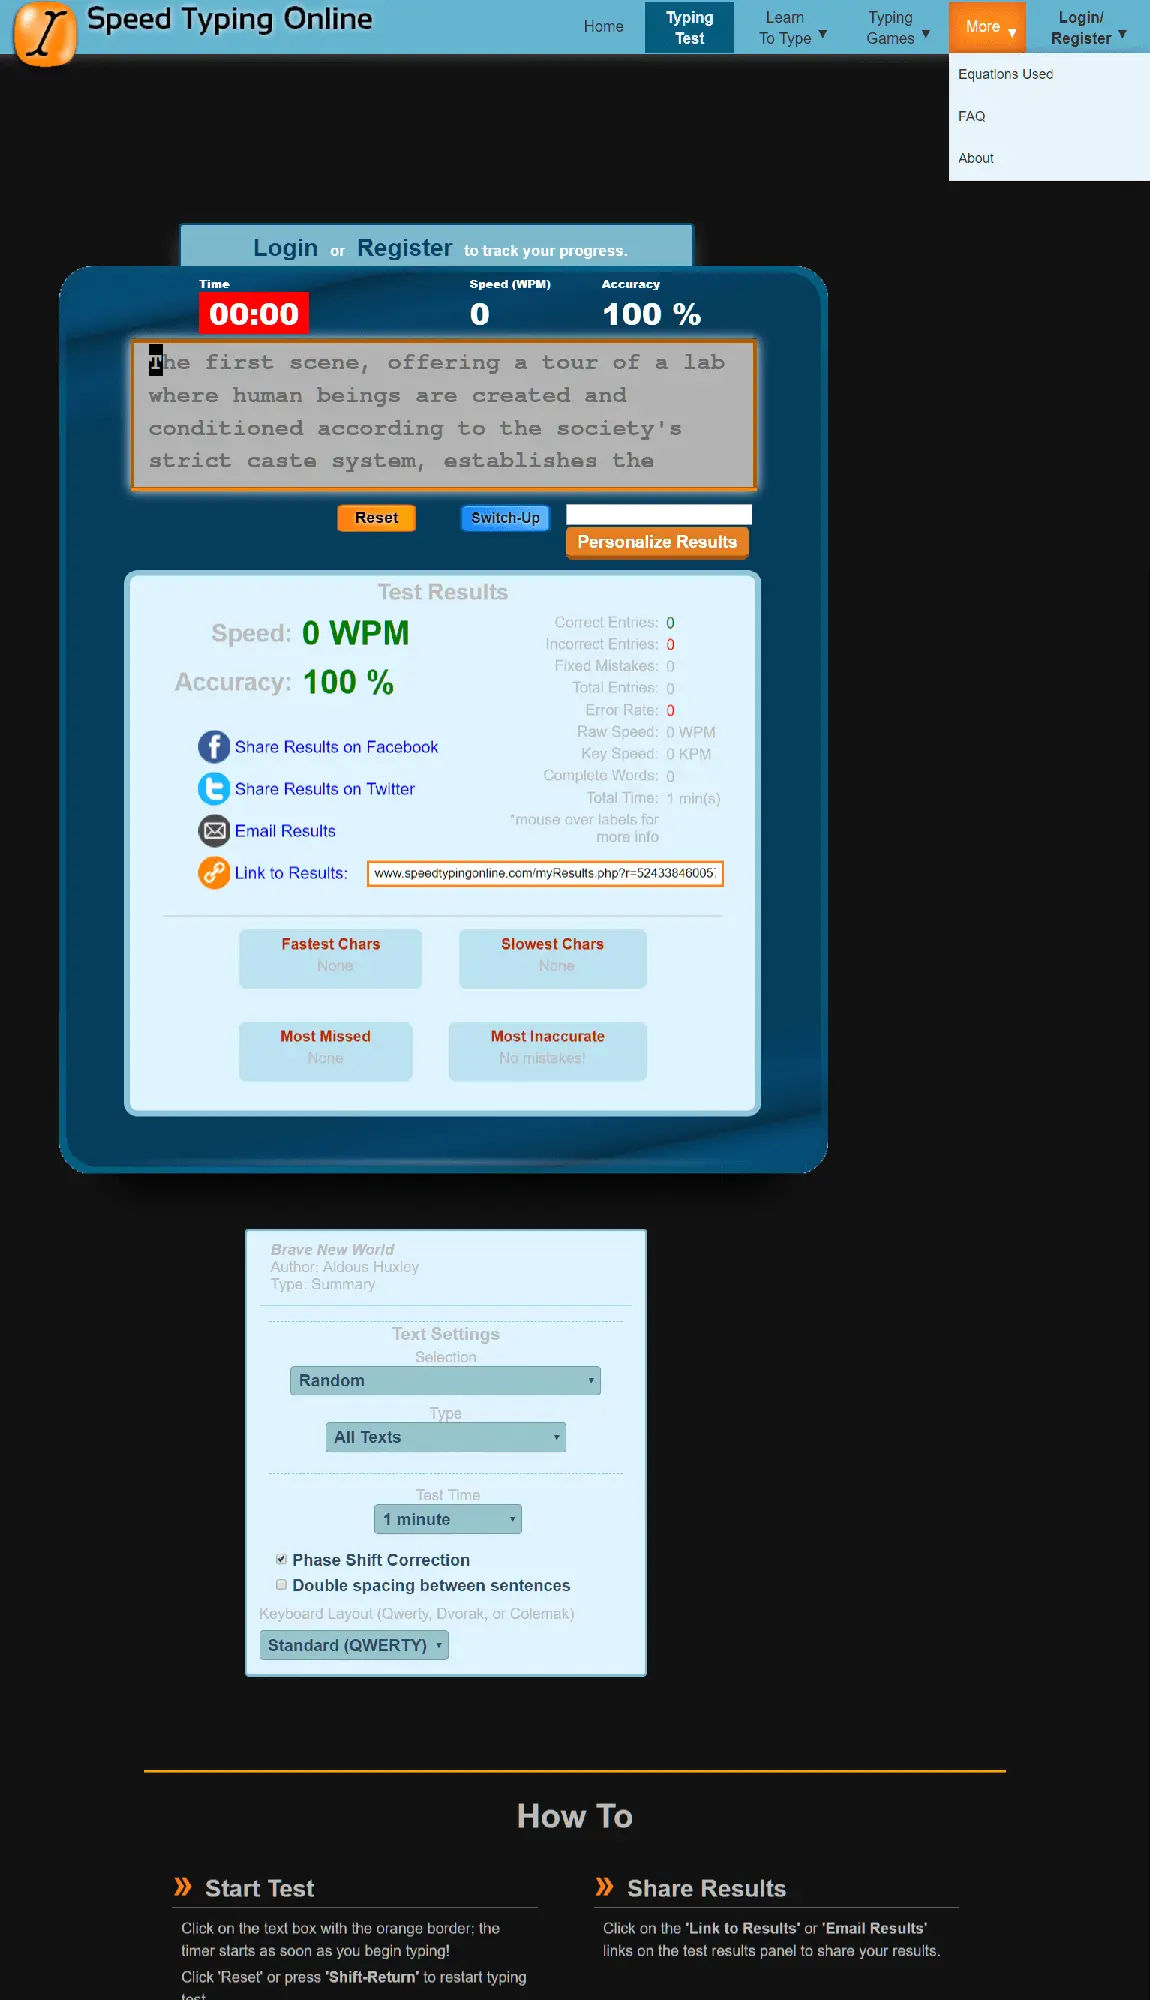 Speed Typing Online
Home
Typing
Test
Learn
To Type ▼
Typing
Games ▼
More ▼
Login/
Register ▼
Equations Used
FAQ
About
Login or Register to track your progress.
Time
00:00
Speed (WPM)
0
Accuracy
100 %
The first scene, offering a tour of a lab
where human beings are created and
conditioned according to the society's
strict caste system, establishes the
Reset
Switch-Up
Personalize Results
Test Results
Speed: 0 WPM
Accuracy: 100 %
Correct Entries: 0
Incorrect Entries: 0
Fixed Mistakes: 0
Total Entries: 0
Error Rate: 0
Raw Speed: 0 WPM
Key Speed: 0 KPM
Complete Words: 0
Total Time: 1 min(s)
*mouse over labels for
more info
Share Results on Facebook
Share Results on Twitter
Email Results
Link to Results: www.speedtypingonline.com/myResults.php?r=52433846005
Fastest Chars
None
Slowest Chars
None
Most Missed
None
Most Inaccurate
No mistakes!
Brave New World
Author: Aldous Huxley
Type: Summary
Text Settings
Selection
Random
Type
All Texts
Test Time
1 minute
Phase Shift Correction
Double spacing between sentences
Keyboard Layout (Qwerty, Dvorak, or Colemak)
Standard (QWERTY)
How To
» Start Test
Click on the text box with the orange border; the
timer starts as soon as you begin typing!
Click 'Reset' or press 'Shift-Return' to restart typing
test
» Share Results
Click on the 'Link to Results' or 'Email Results'
links on the test results panel to share your results.